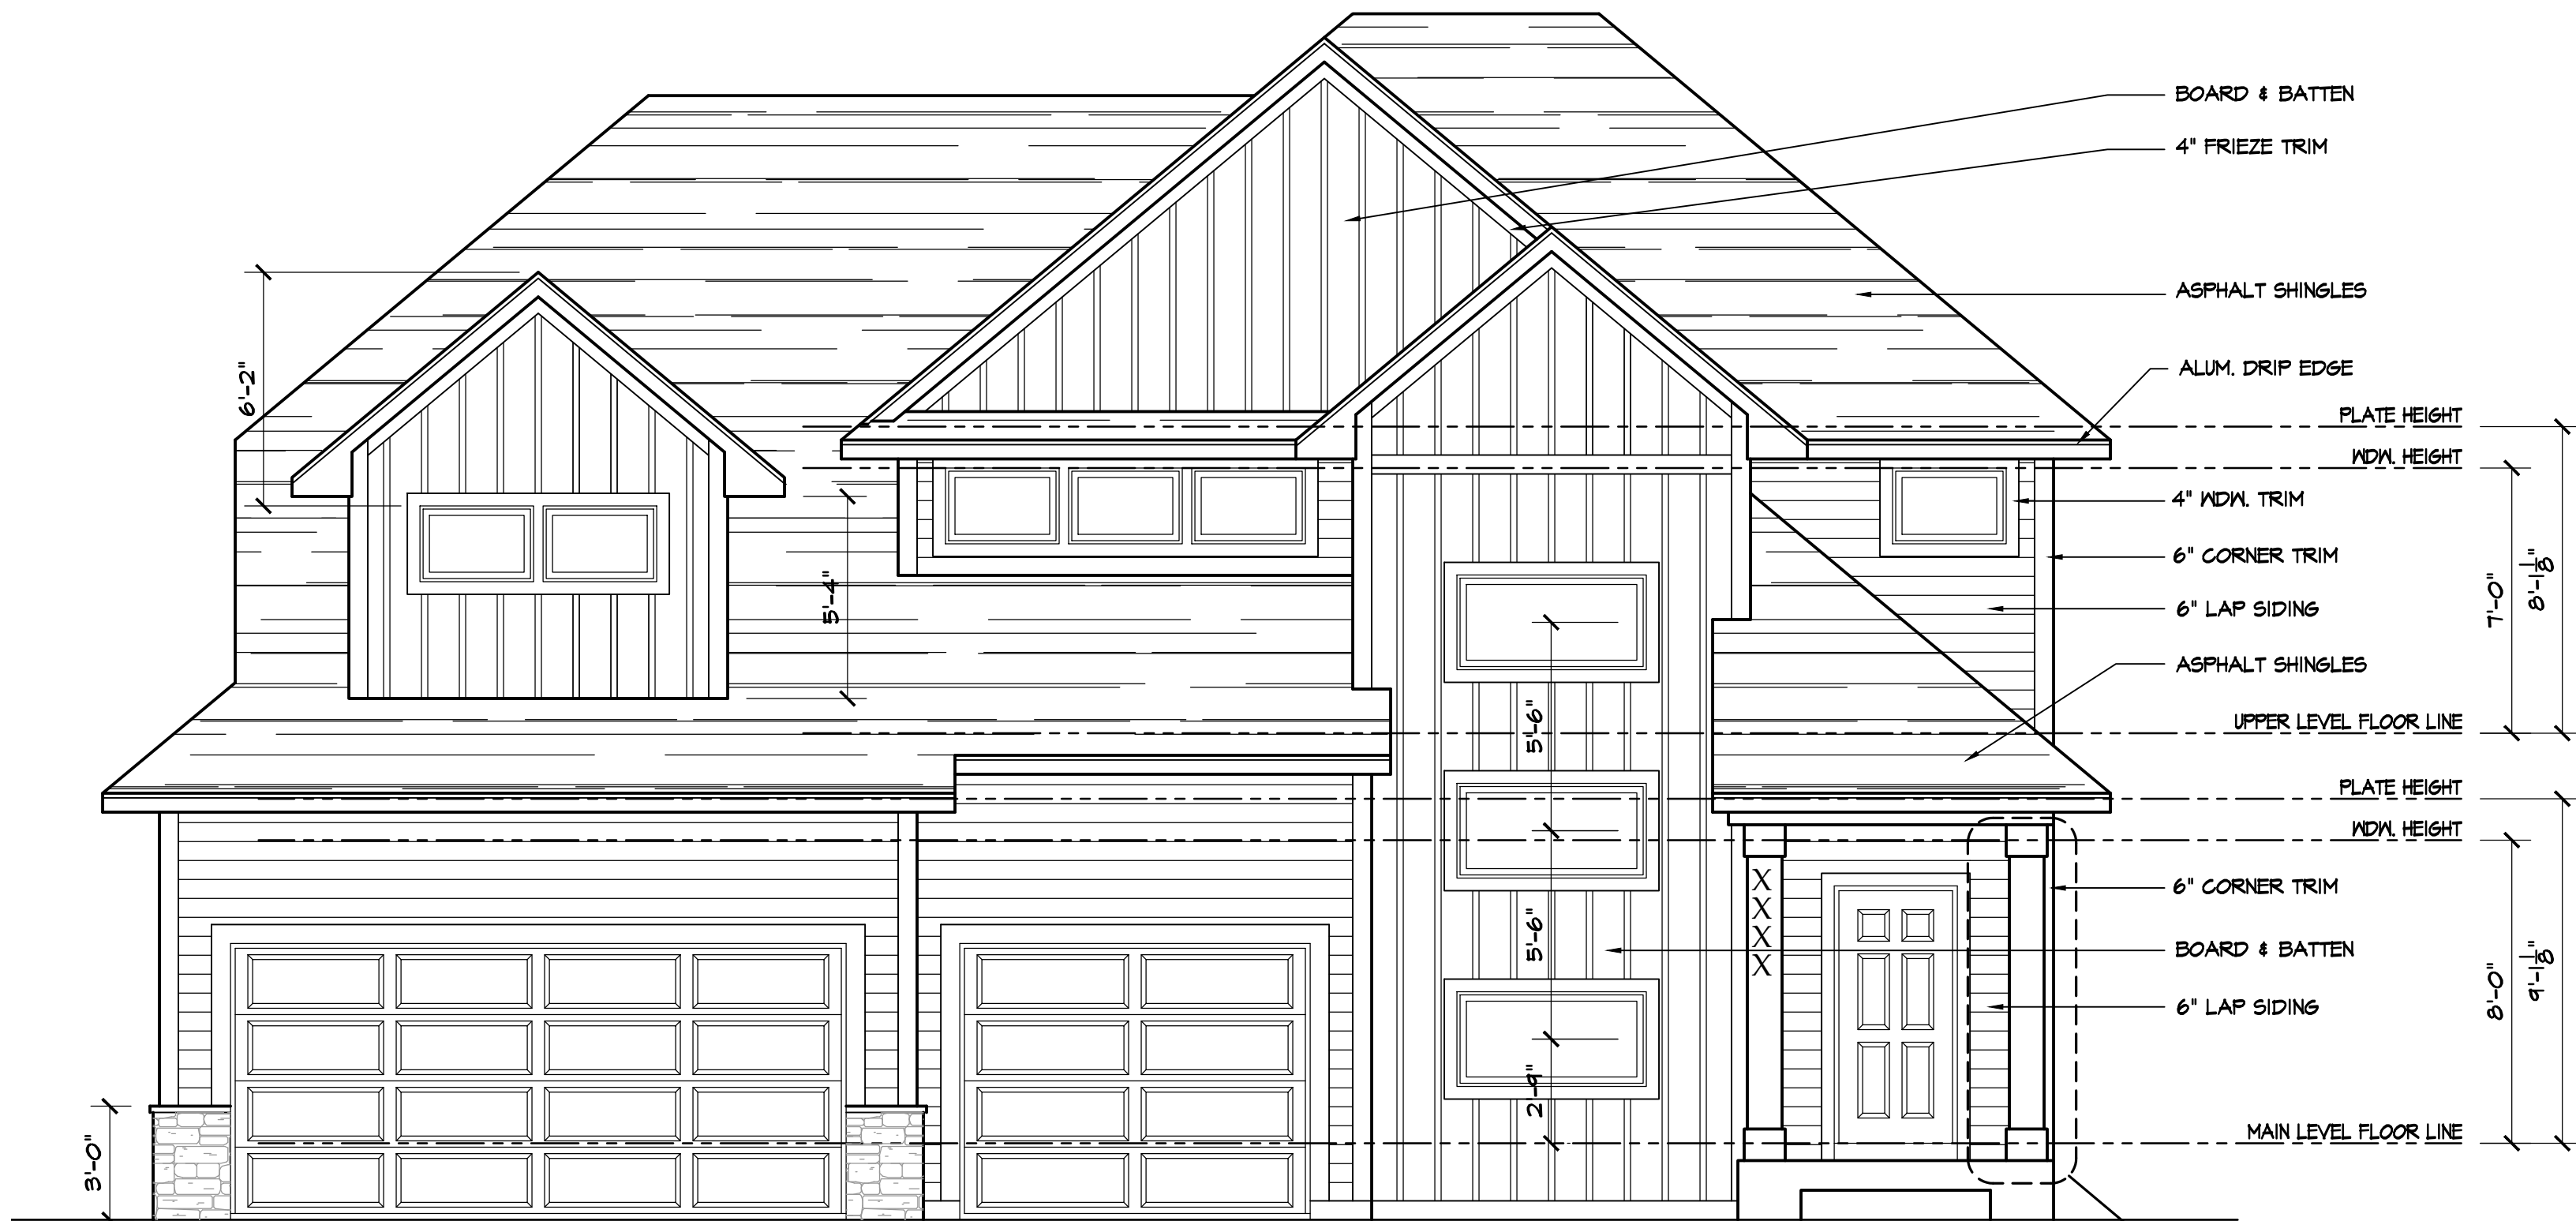 BOARD & BATTEN
4" FRIEZE TRIM
ASPHALT SHINGLES
ALUM. DRIP EDGE
PLATE HEIGHT
WDW. HEIGHT
4" WDW. TRIM
6" CORNER TRIM
6" LAP SIDING
ASPHALT SHINGLES
UPPER LEVEL FLOOR LINE
PLATE HEIGHT
WDW. HEIGHT
6" CORNER TRIM
BOARD & BATTEN
6" LAP SIDING
MAIN LEVEL FLOOR LINE
6'-2"
5'-4"
3'-0"
5'-6"
5'-6"
2'-9"
X
X
X
X
7'-0"
8'-1 1/8"
8'-0"
9'-1 1/8"